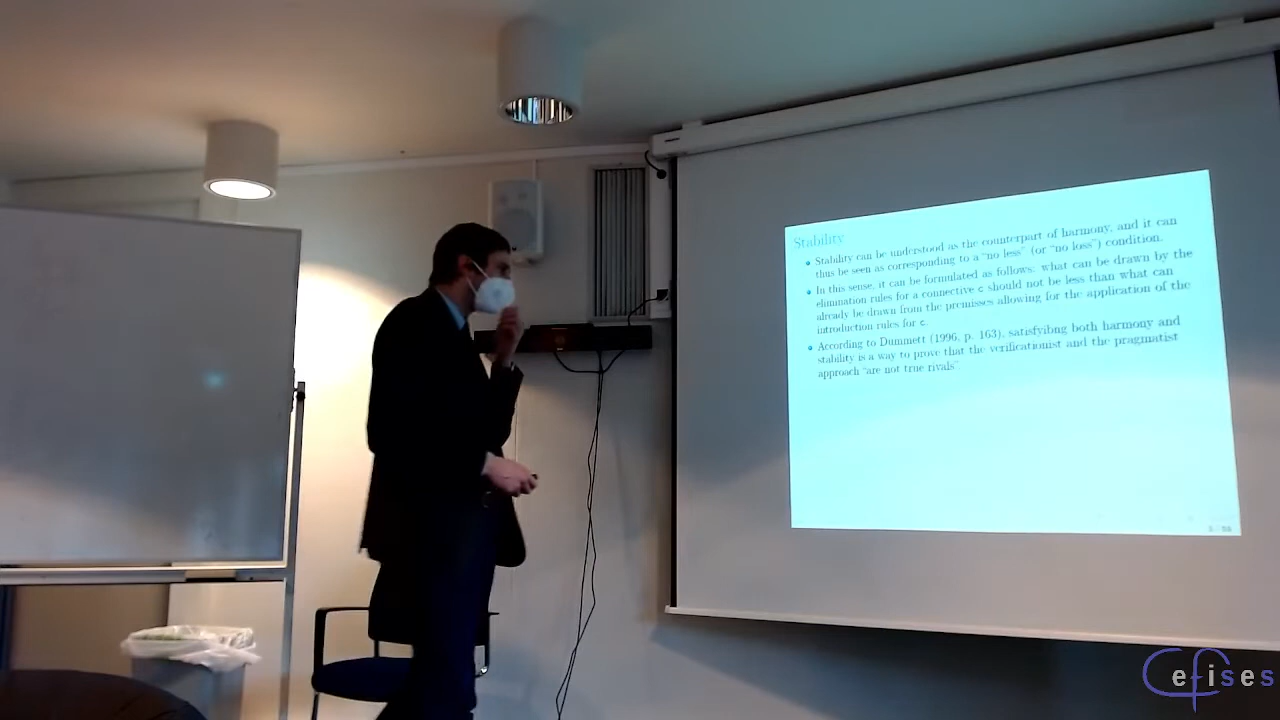 Stability
Stability can be understood as the counterpart of harmony, and it can
thus be seen as corresponding to a “no less” (or “no loss”) condition.
In this sense, it can be formulated as follows: what can be drawn by the
elimination rules for a connective c should not be less than what can
already be drawn from the premisses allowing for the application of the
introduction rules for c.
According to Dummett (1996, p. 163), satisfyibng both harmony and
stability is a way to prove that the verificationist and the pragmatist
approach “are not true rivals”.
Cefises